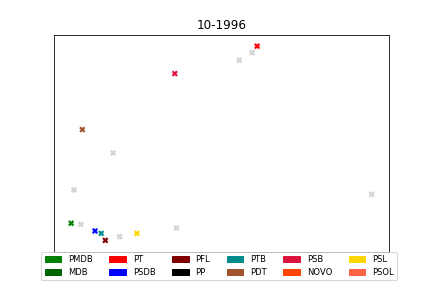 10-1996
PMDB PT PFL PTB PSB PSL
MDB PSDB PP PDT NOVO PSOL